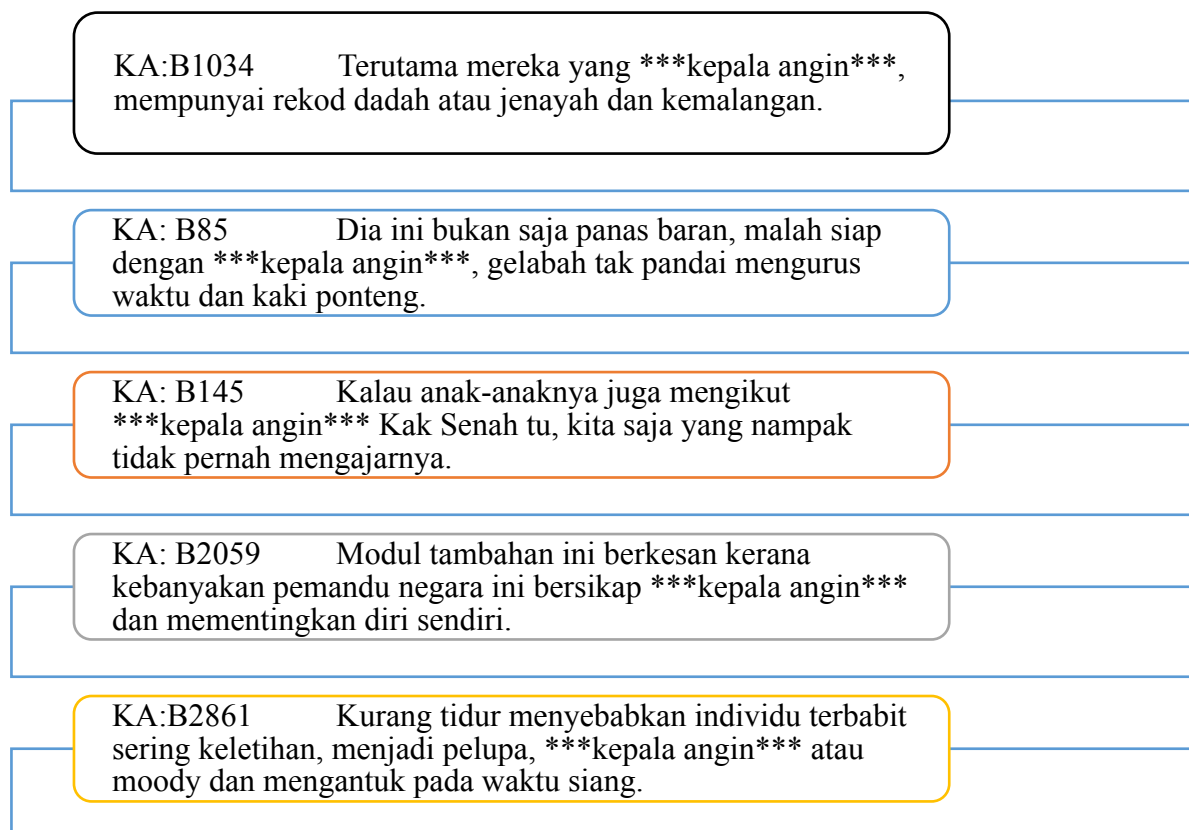 KA:B1034 Terutama mereka yang ***kepala angin***,
mempunyai rekod dadah atau jenayah dan kemalangan.
KA: B85 Dia ini bukan saja panas baran, malah siap
dengan ***kepala angin***, gelabah tak pandai mengurus
waktu dan kaki ponteng.
KA: B145 Kalau anak-anaknya juga mengikut
***kepala angin*** Kak Senah tu, kita saja yang nampak
tidak pernah mengajarnya.
KA: B2059 Modul tambahan ini berkesan kerana
kebanyakan pemandu negara ini bersikap ***kepala angin***
dan mementingkan diri sendiri.
KA:B2861 Kurang tidur menyebabkan individu terbabit
sering keletihan, menjadi pelupa, ***kepala angin*** atau
moody dan mengantuk pada waktu siang.